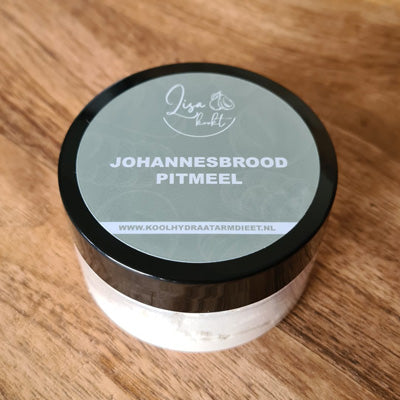 Lisa
kookt
JOHANNESBROOD
PITMEEL
WWW.KOOLHYDRAATARMDIEET.NL